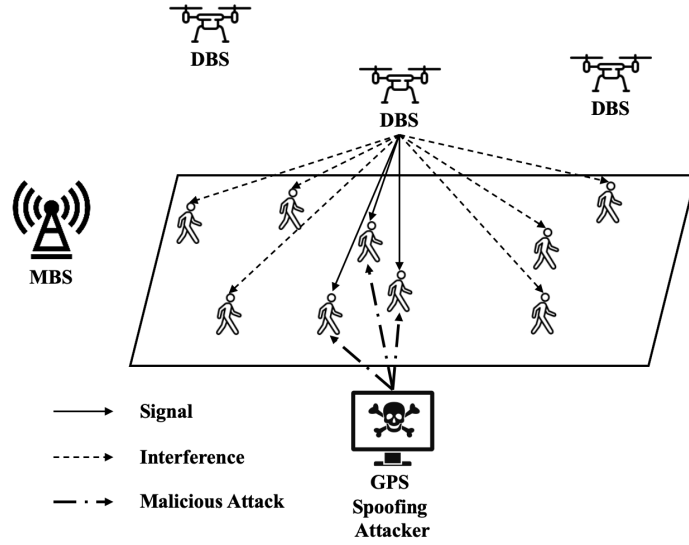 DBS
DBS
DBS
MBS
Signal
Interference
Malicious Attack
GPS
Spoofing
Attacker